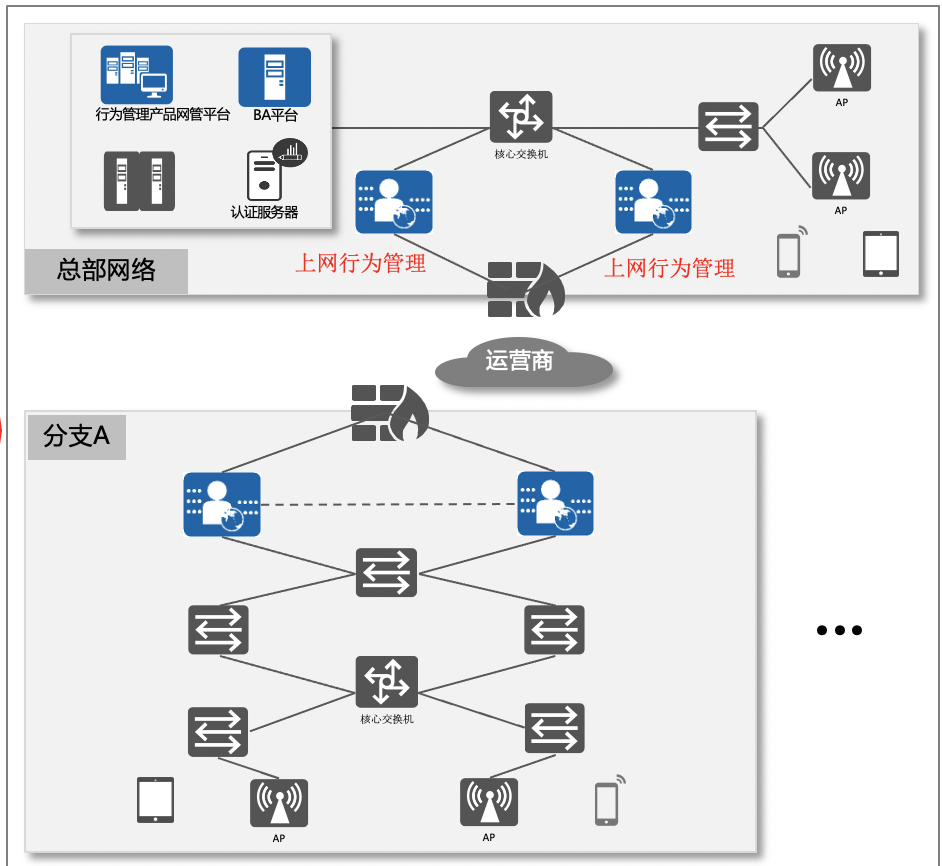 行为管理产品网管平台
BA平台
认证服务器
核心交换机
AP
AP
上网行为管理
上网行为管理
总部网络
运营商
分支A
核心交换机
AP
AP